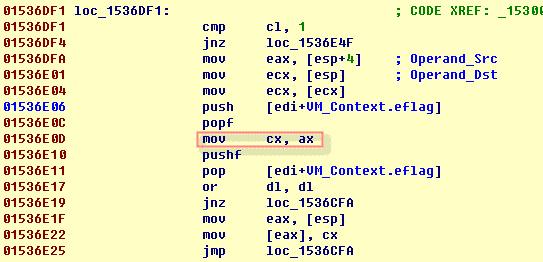 01536DF1 loc_1536DF1: ; CODE XREF: _15300
01536DF1 cmp cl, 1
01536DF4 jnz loc_1536E4F
01536DFA mov eax, [esp+4] ; Operand_Src
01536E01 mov ecx, [esp] ; Operand_Dst
01536E04 mov ecx, [ecx]
01536E06 push [edi+VM_Context.eflag]
01536E0C popf
01536E0D mov cx, ax
01536E10 pushf
01536E11 pop [edi+VM_Context.eflag]
01536E17 or dl, dl
01536E19 jnz loc_1536CFA
01536E1F mov eax, [esp]
01536E22 mov [eax], cx
01536E25 jmp loc_1536CFA